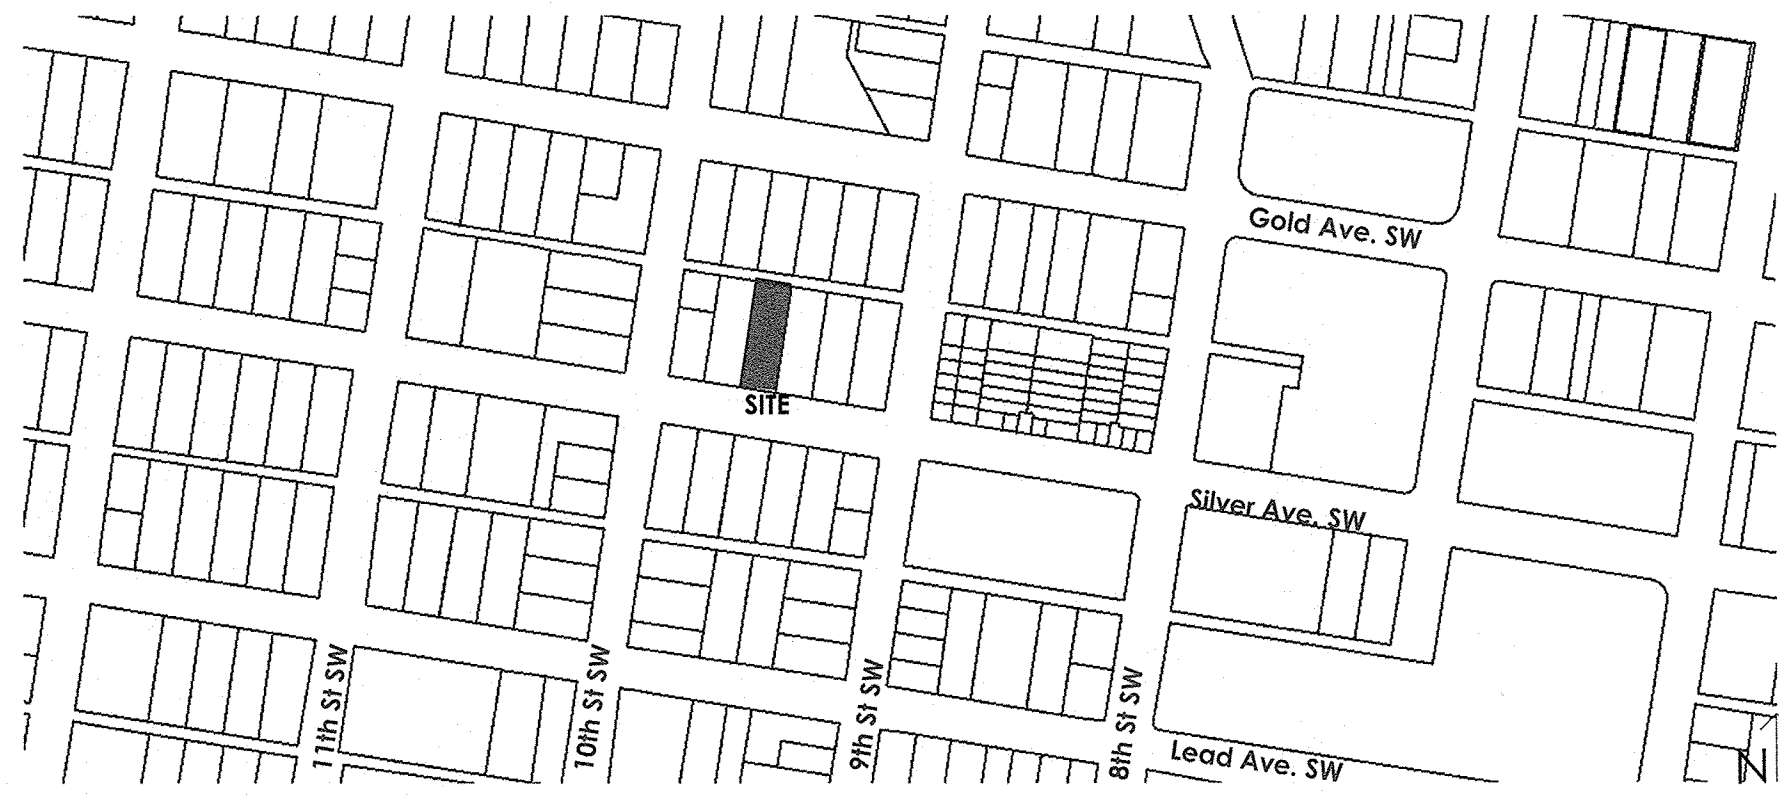 Gold Ave. SW
SITE
Silver Ave. SW
11th St SW
10th St SW
9th St SW
8th St SW
Lead Ave. SW
N